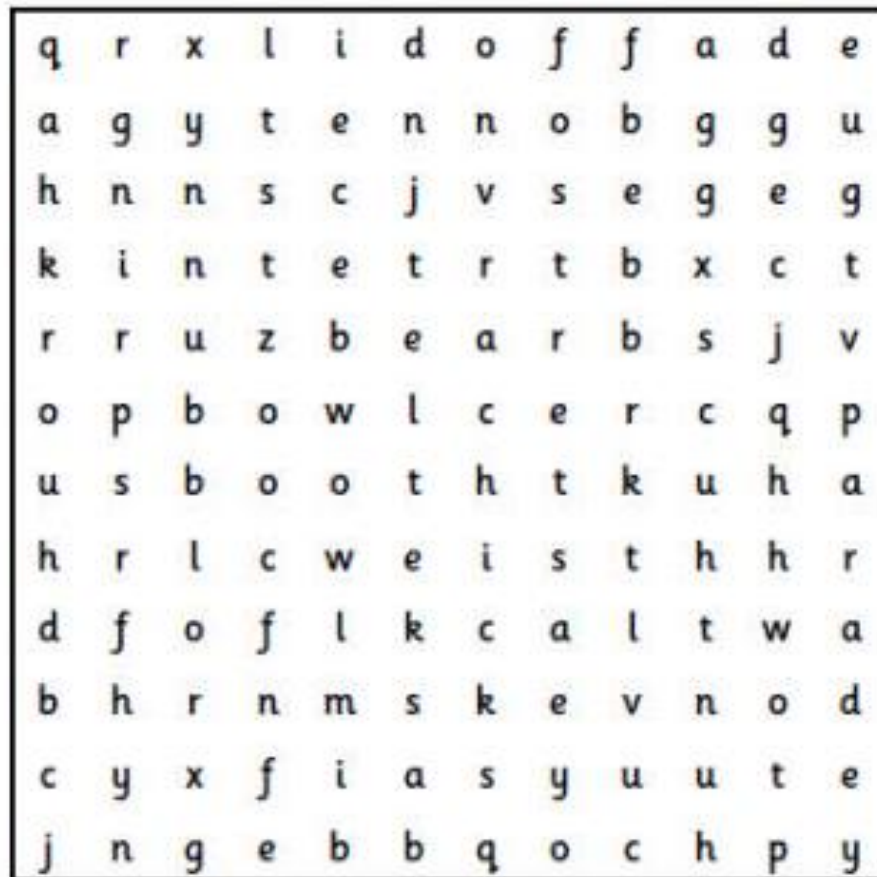 q r x l i d o f f a d e
a g y t e n n o b g g u
h n n s c j v s e g e g
k i n t e t r t b x c t
r r u z b e a r b s j v
o p b o w l c e r c q p
u s b o o t h t k u h a
h r l c w e i s t h h r
d f o f l k c a l t w a
b h r n m s k e v n o d
c y x f i a s y u u t e
j n g e b b q o c h p y